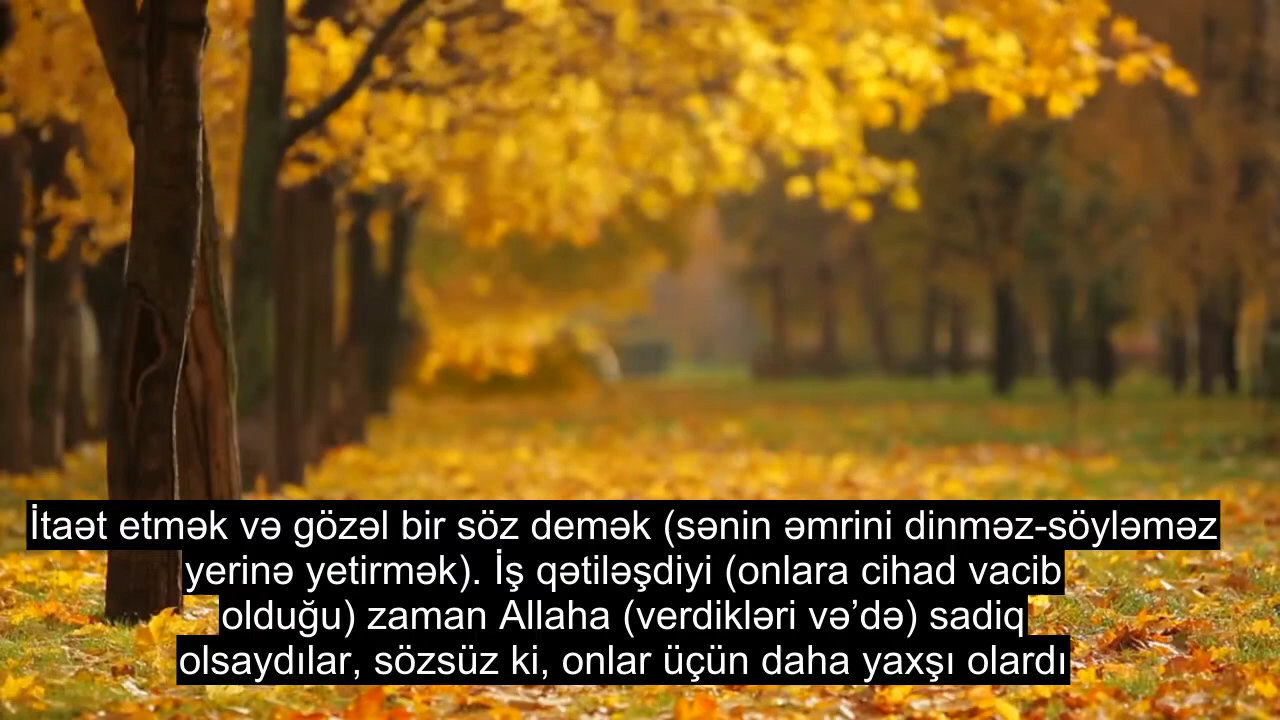 İtaət etmək və gözəl bir söz demək (sənin əmrini dinməz-söyləməz
yerinə yetirmək). İş qətiləşdiyi (onlara cihad vacib
olduğu) zaman Allaha (verdikləri və’də) sadiq
olsaydılar, sözsüz ki, onlar üçün daha yaxşı olardı